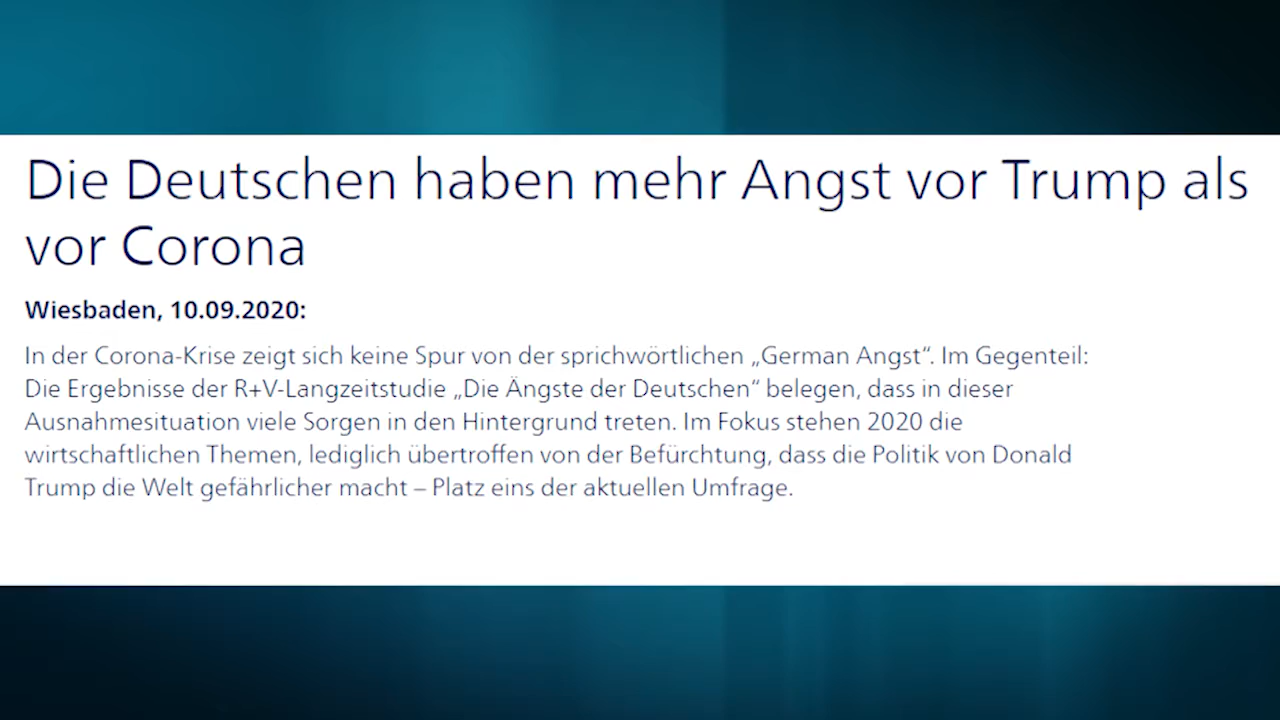 Die Deutschen haben mehr Angst vor Trump als
vor Corona
Wiesbaden, 10.09.2020:
In der Corona-Krise zeigt sich keine Spur von der sprichwörtlichen „German Angst“. Im Gegenteil:
Die Ergebnisse der R+V-Langzeitstudie „Die Ängste der Deutschen“ belegen, dass in dieser
Ausnahmesituation viele Sorgen in den Hintergrund treten. Im Fokus stehen 2020 die
wirtschaftlichen Themen, lediglich übertroffen von der Befürchtung, dass die Politik von Donald
Trump die Welt gefährlicher macht – Platz eins der aktuellen Umfrage.